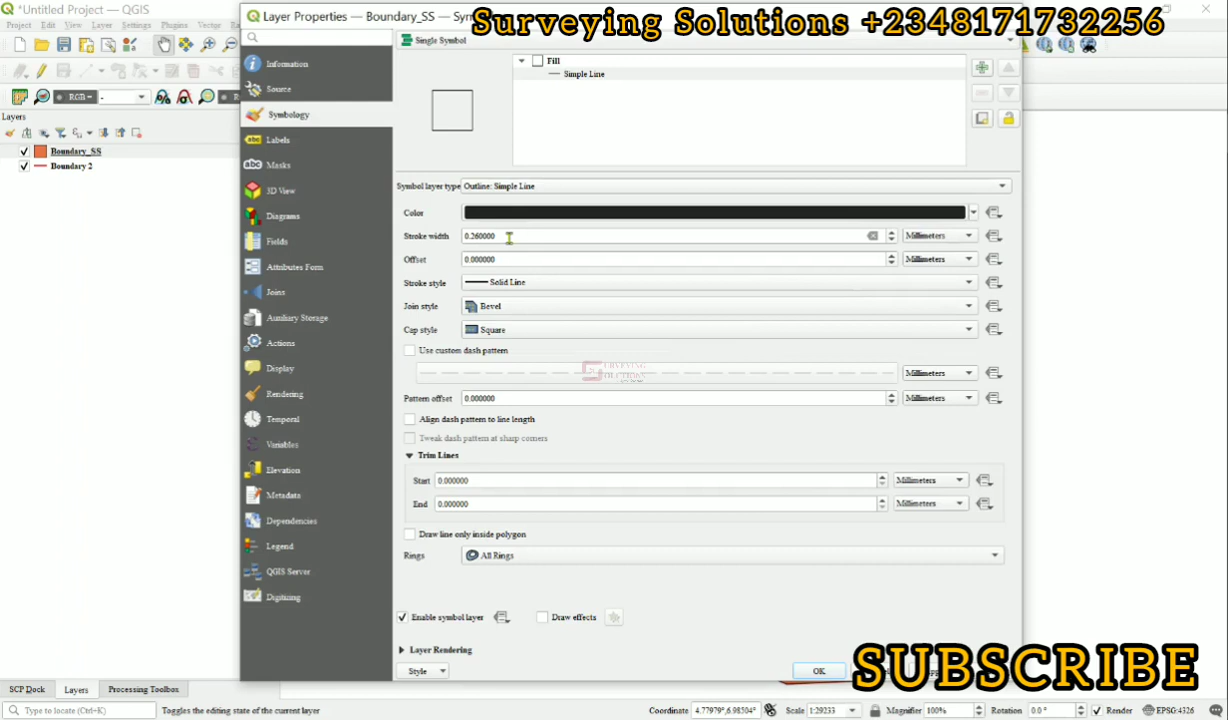 *Untitled Project — QGIS
Layer Properties — Boundary_SS — Sym
Surveying Solutions +2348171732256
Project Edit View Layer Settings Plugins Vector
Single Symbol
Fill
Simple Line
Information
Source
Symbology
Labels
Masks
3D View
Diagrams
Fields
Attributes Form
Joins
Auxiliary Storage
Actions
Display
Rendering
Temporal
Variables
Elevation
Metadata
Dependencies
Legend
QGIS Server
Digitizing
RGB
Layers
Boundary_SS
Boundary 2
Symbol layer type Outline: Simple Line
Color
Stroke width 0.260000 Millimeters
Offset 0.000000 Millimeters
Stroke style Solid Line
Join style Bevel
Cap style Square
Use custom dash pattern
Millimeters
Pattern offset 0.000000 Millimeters
Align dash pattern to line length
Tweak dash pattern at sharp corners
Trim Lines
Start 0.000000 Millimeters
End 0.000000 Millimeters
Draw line only inside polygon
Rings All Rings
Enable symbol layer Draw effects
Layer Rendering
Style OK
SUBSCRIBE
SCP Dock Layers Processing Toolbox
Type to locate (Ctrl+K) Toggles the editing state of the current layer Coordinate 4.77979°,6.98504° Scale 1:29233 Magnifier 100% Rotation 0.0° Render EPSG:4326